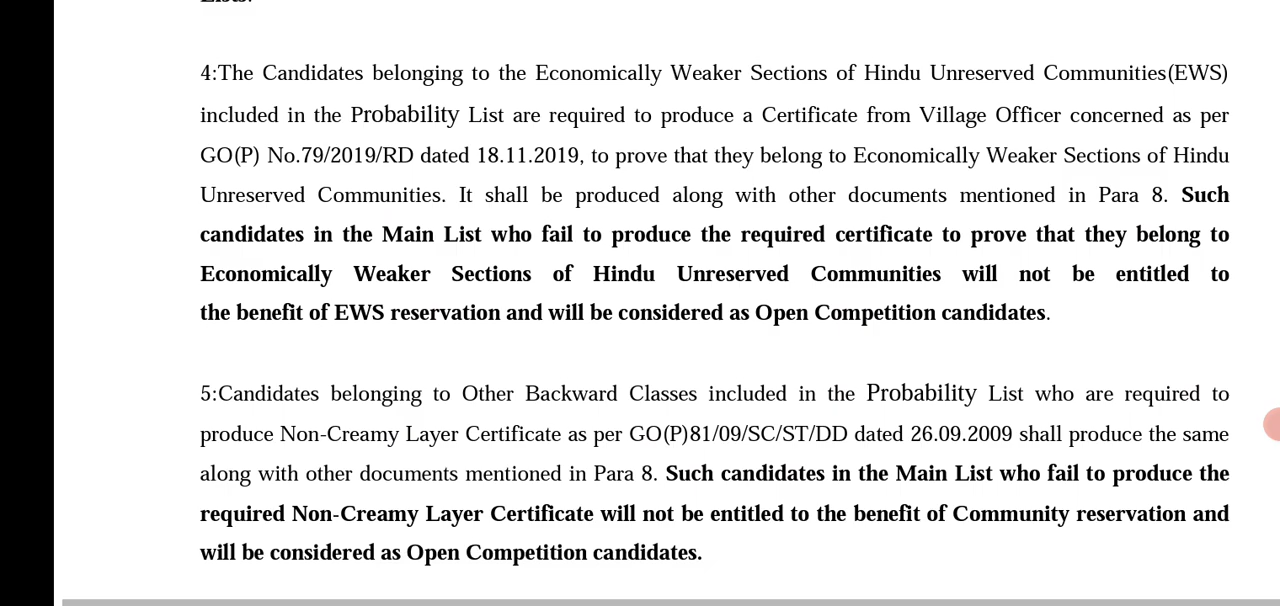 Lists.
4:The Candidates belonging to the Economically Weaker Sections of Hindu Unreserved Communities(EWS)
included in the Probability List are required to produce a Certificate from Village Officer concerned as per
GO(P) No.79/2019/RD dated 18.11.2019, to prove that they belong to Economically Weaker Sections of Hindu
Unreserved Communities. It shall be produced along with other documents mentioned in Para 8. Such
candidates in the Main List who fail to produce the required certificate to prove that they belong to
Economically Weaker Sections of Hindu Unreserved Communities will not be entitled to
the benefit of EWS reservation and will be considered as Open Competition candidates.
5:Candidates belonging to Other Backward Classes included in the Probability List who are required to
produce Non-Creamy Layer Certificate as per GO(P)81/09/SC/ST/DD dated 26.09.2009 shall produce the same
along with other documents mentioned in Para 8. Such candidates in the Main List who fail to produce the
required Non-Creamy Layer Certificate will not be entitled to the benefit of Community reservation and
will be considered as Open Competition candidates.